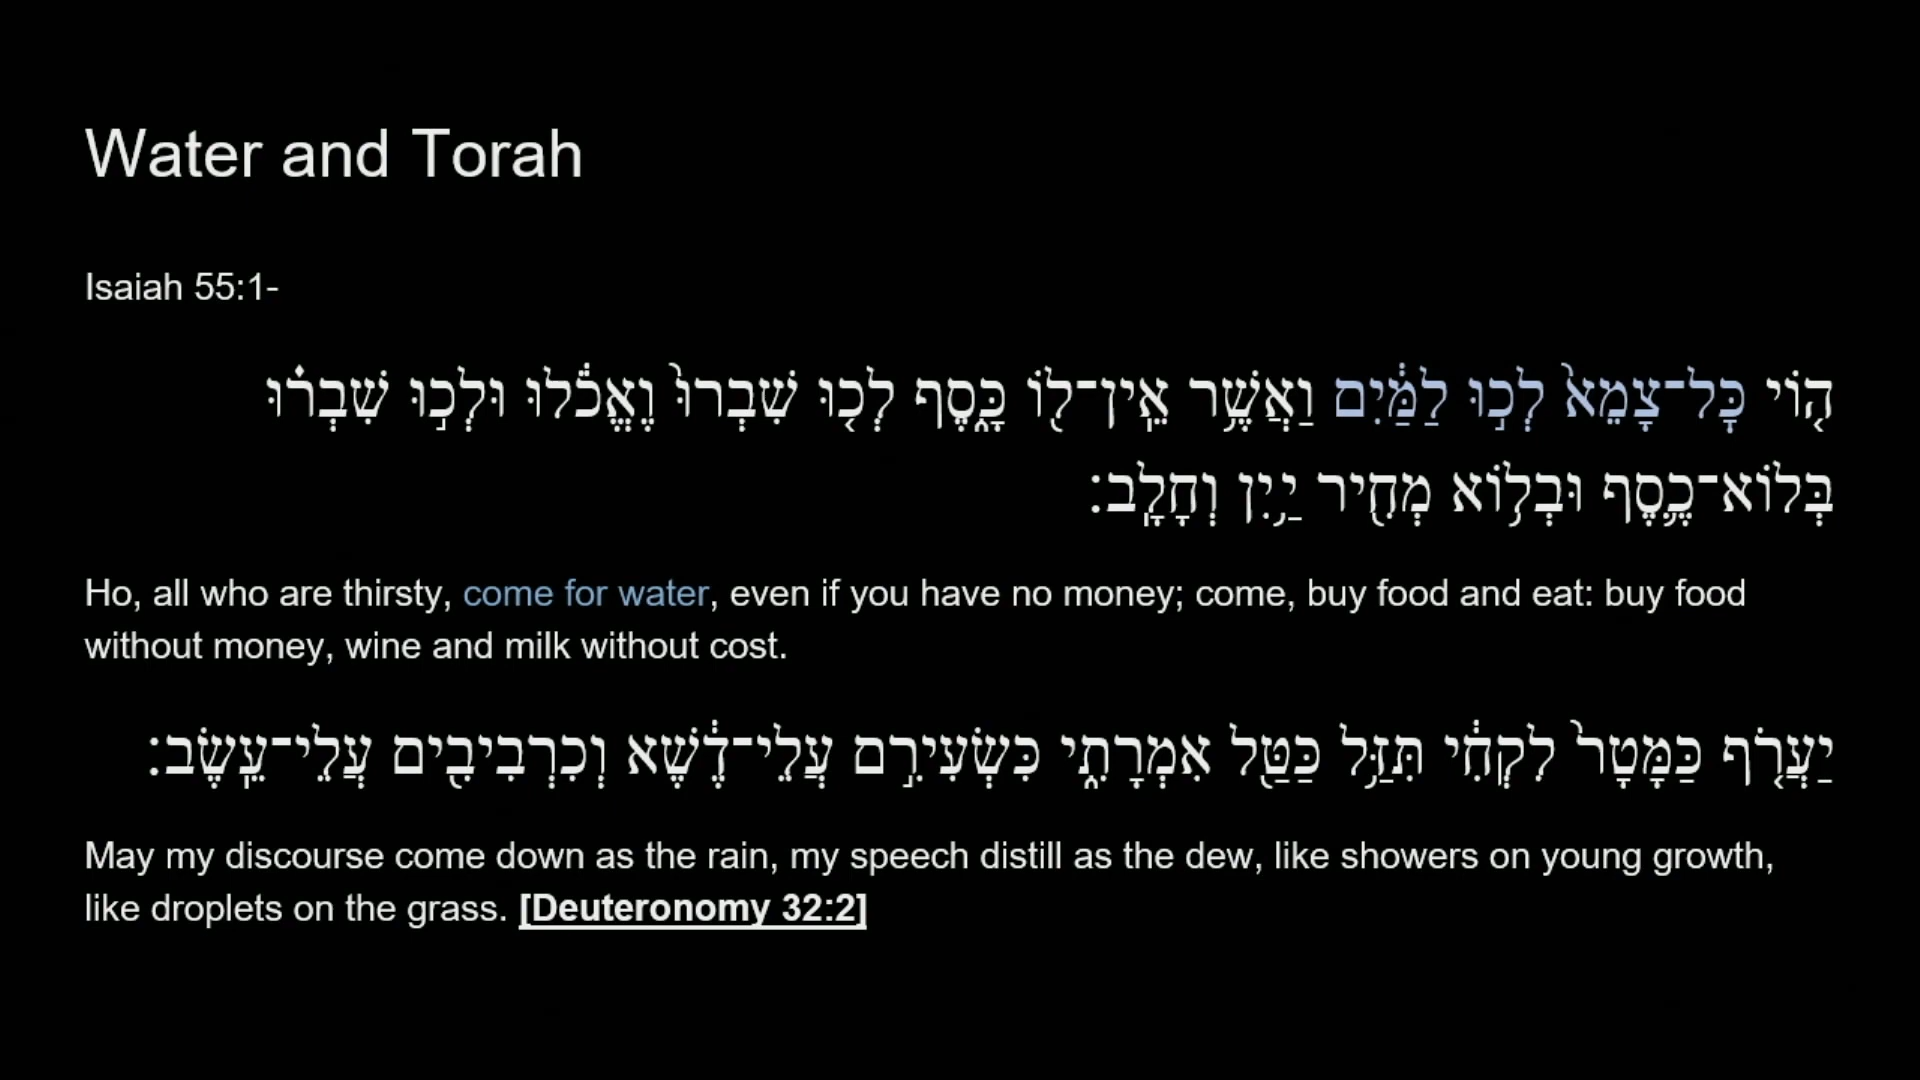 Water and Torah
Isaiah 55:1-
ה֤וֹי כׇּל־צָמֵא֙ לְכ֣וּ לַמַּ֔יִם וַאֲשֶׁ֥ר אֵֽין־ל֖וֹ כָּ֑סֶף לְכ֤וּ שִׁבְרוּ֙ וֶֽאֱכֹ֔לוּ וּלְכ֣וּ שִׁבְר֗וּ
בְּלוֹא־כֶ֛סֶף וּבְל֥וֹא מְחִ֖יר יַ֥יִן וְחָלָֽב׃
Ho, all who are thirsty, come for water, even if you have no money; come, buy food and eat: buy food
without money, wine and milk without cost.
יַעֲרֹ֤ף כַּמָּטָר֙ לִקְחִ֔י תִּזַּ֥ל כַּטַּ֖ל אִמְרָתִ֑י כִּשְׂעִירִ֣ם עֲלֵי־דֶ֔שֶׁא וְכִרְבִיבִ֖ים עֲלֵי־עֵֽשֶׂב׃
May my discourse come down as the rain, my speech distill as the dew, like showers on young growth,
like droplets on the grass. [Deuteronomy 32:2]